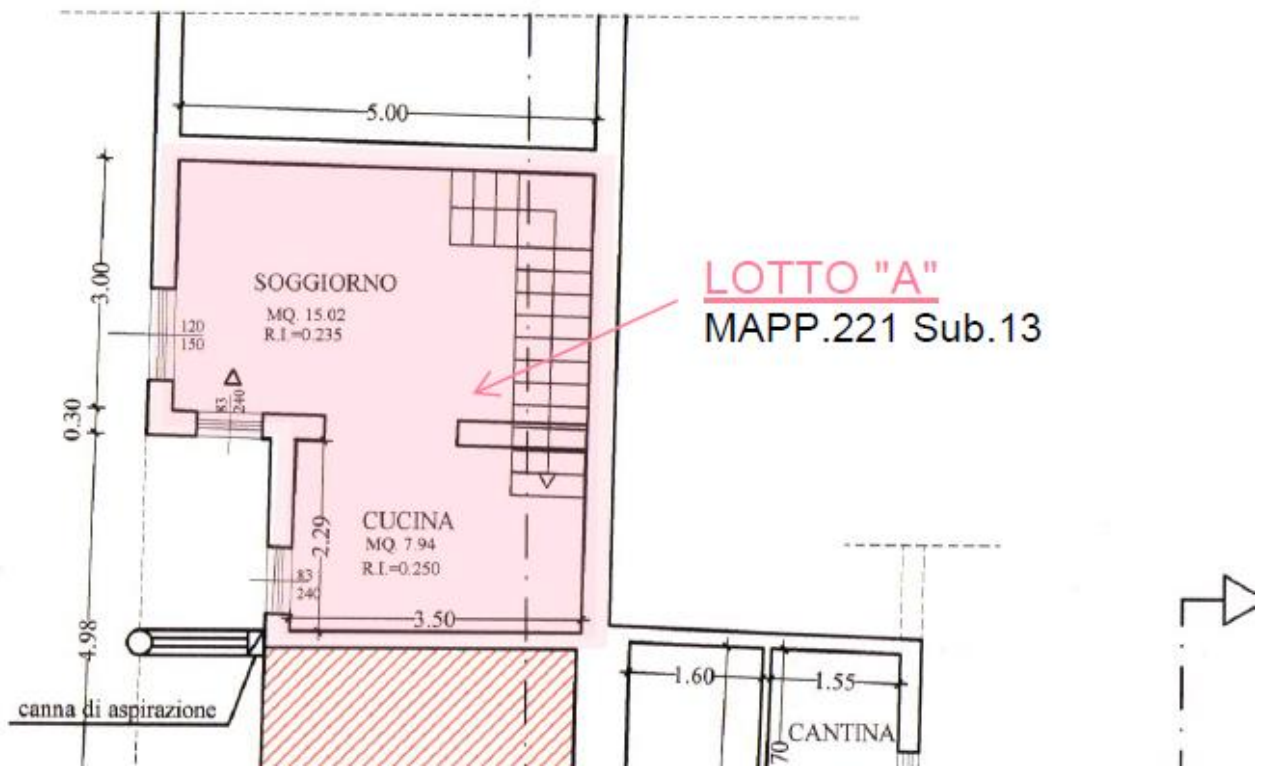 5.00
3.00
SOGGIORNO
MQ. 15.02
R.I.=0.235
120
150
83
240
0.30
LOTTO "A"
MAPP.221 Sub.13
CUCINA
MQ 7.94
R.I.=0.250
2.29
83
240
3.50
4.98
canna di aspirazione
1.60
1.55
CANTINA
70